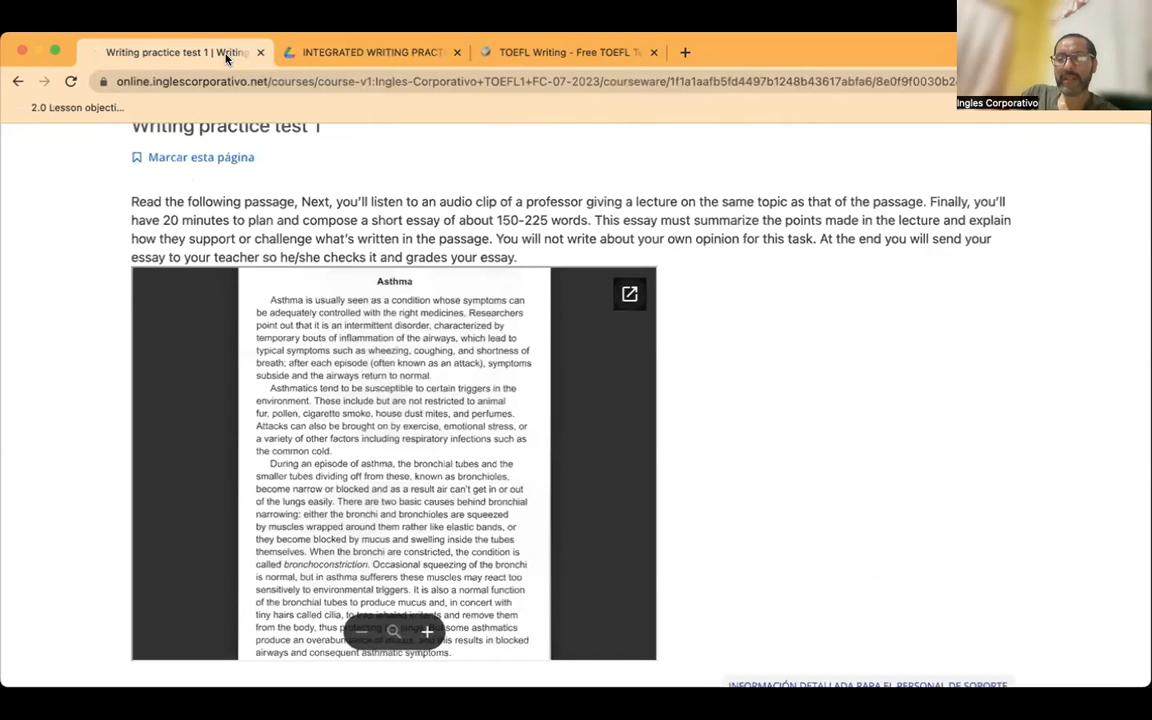 Writing practice test 1 | Writing
INTEGRATED WRITING PRACT
TOEFL Writing - Free TOEFL T
online.inglescorporativo.net/courses/course-v1:Ingles-Corporativo+TOEFL1+FC-07-2023/courseware/1f1a1aafb5fd4497b1248b43617abfa6/8e0f9f0030b2
Ingles Corporativo
2.0 Lesson objecti...
Writing practice test 1
Marcar esta página
Read the following passage, Next, you'll listen to an audio clip of a professor giving a lecture on the same topic as that of the passage. Finally, you'll
have 20 minutes to plan and compose a short essay of about 150-225 words. This essay must summarize the points made in the lecture and explain
how they support or challenge what's written in the passage. You will not write about your own opinion for this task. At the end you will send your
essay to your teacher so he/she checks it and grades your essay.
Asthma
Asthma is usually seen as a condition whose symptoms can
be adequately controlled with the right medicines. Researchers
point out that it is an intermittent disorder, characterized by
temporary bouts of inflammation of the airways, which lead to
typical symptoms such as wheezing, coughing, and shortness of
breath; after each episode (often known as an attack), symptoms
subside and the airways return to normal.
Asthmatics tend to be susceptible to certain triggers in the
environment. These include but are not restricted to animal
fur, pollen, cigarette smoke, house dust mites, and perfumes.
Attacks can also be brought on by exercise, emotional stress, or
a variety of other factors including respiratory infections such as
the common cold.
During an episode of asthma, the bronchial tubes and the
smaller tubes dividing off from these, known as bronchioles,
become narrow or blocked and as a result air can't get in or out
of the lungs easily. There are two basic causes behind bronchial
narrowing: either the bronchi and bronchioles are squeezed
by muscles wrapped around them rather like elastic bands, or
they become blocked by mucus and swelling inside the tubes
themselves. When the bronchi are constricted, the condition is
called bronchoconstriction. Occasional squeezing of the bronchi
is normal, but in asthma sufferers these muscles may react too
sensitively to environmental triggers. It is also a normal function
of the bronchial tubes to produce mucus and, in concert with
tiny hairs called cilia, to trap inhaled irritants and remove them
from the body, thus some asthmatics
produce an this results in blocked
airways and consequent asthmatic symptoms.
INFORMACIÓN DETALLADA PARA EL PERSONAL DE SOPORTE